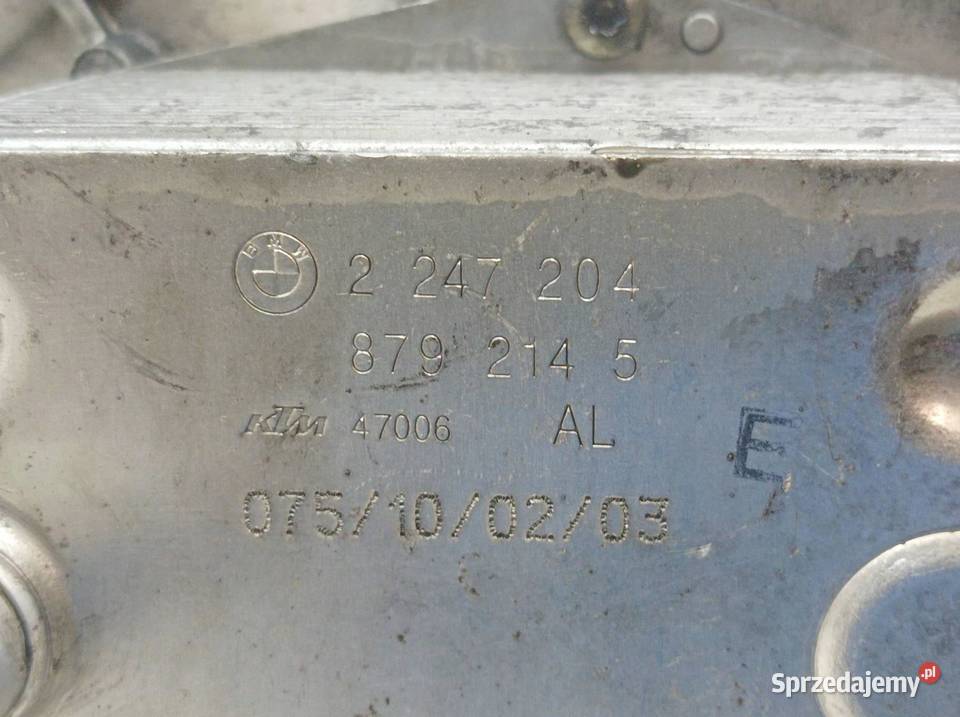 BMW 2 247 204
879 214 5
KTM 47006 AL
E
075/10/02/03
Sprzedajemy.pl